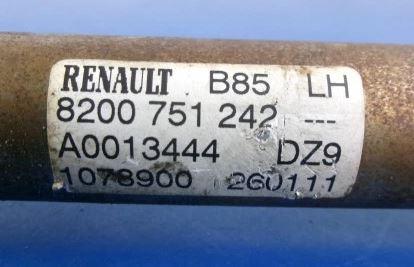 RENAULT B85 LH
8200 751 242 ---
A0013444 DZ9
1078900 260111